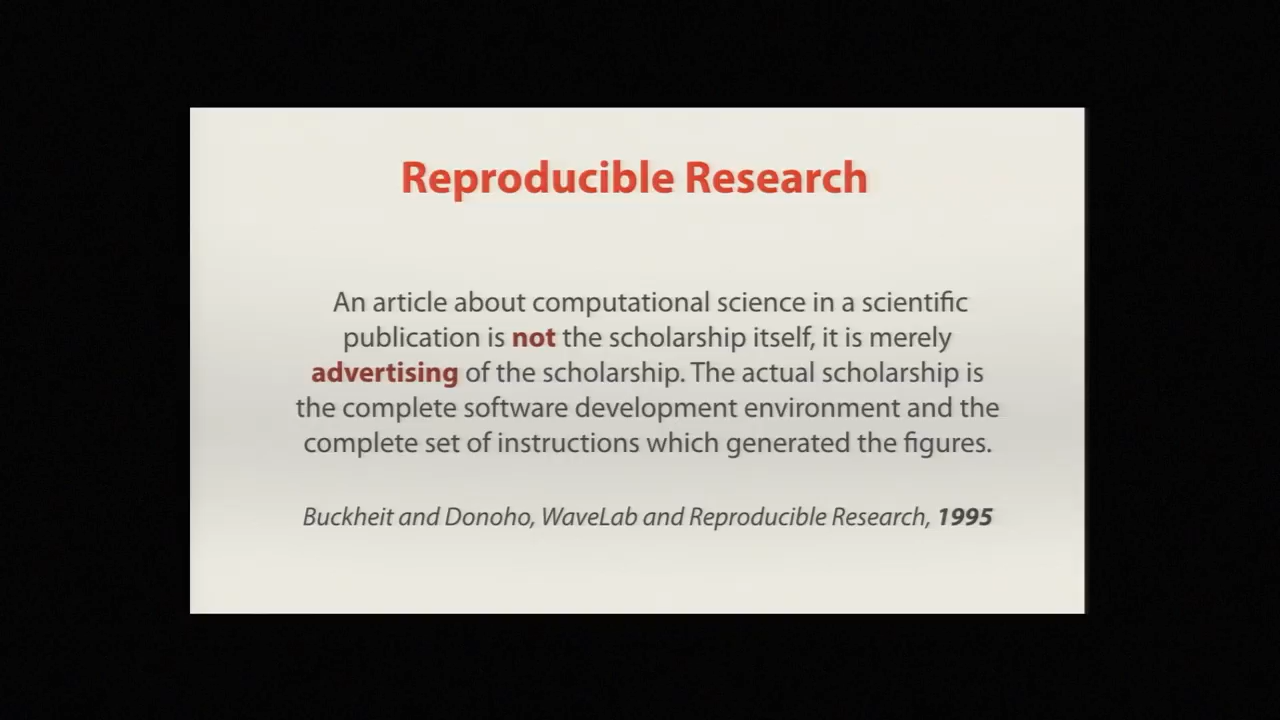 Reproducible Research
An article about computational science in a scientific
publication is not the scholarship itself, it is merely
advertising of the scholarship. The actual scholarship is
the complete software development environment and the
complete set of instructions which generated the figures.
Buckheit and Donoho, WaveLab and Reproducible Research, 1995